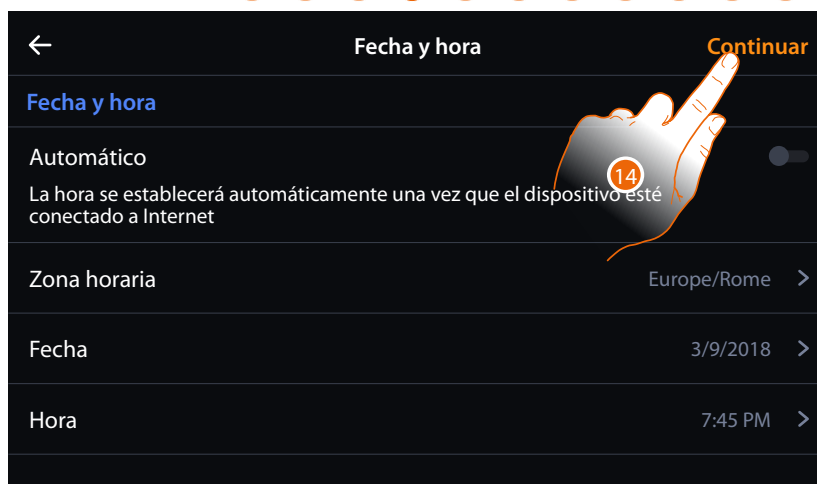 Fecha y hora
Continuar
Fecha y hora
Automático
La hora se establecerá automáticamente una vez que el dispositivo esté
conectado a Internet
14
Zona horaria
Europe/Rome
Fecha
3/9/2018
Hora
7:45 PM